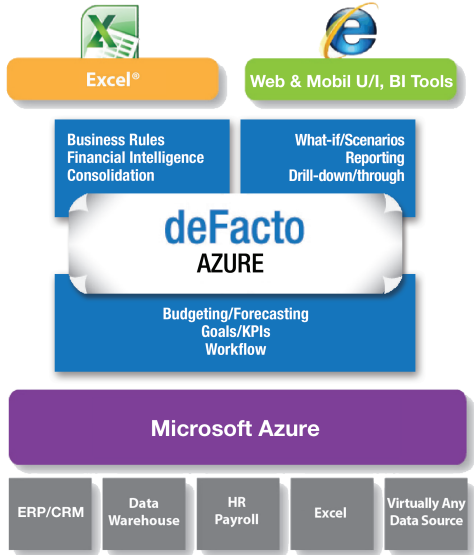 Excel®
Web & Mobil U/I, BI Tools
Business Rules
Financial Intelligence
Consolidation
What-if/Scenarios
Reporting
Drill-down/through
deFacto
AZURE
Budgeting/Forecasting
Goals/KPIs
Workflow
Microsoft Azure
ERP/CRM
Data
Warehouse
HR
Payroll
Excel
Virtually Any
Data Source